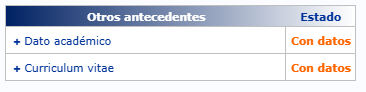 Otros antecedentes Estado
+ Dato académico Con datos
+ Curriculum vitae Con datos